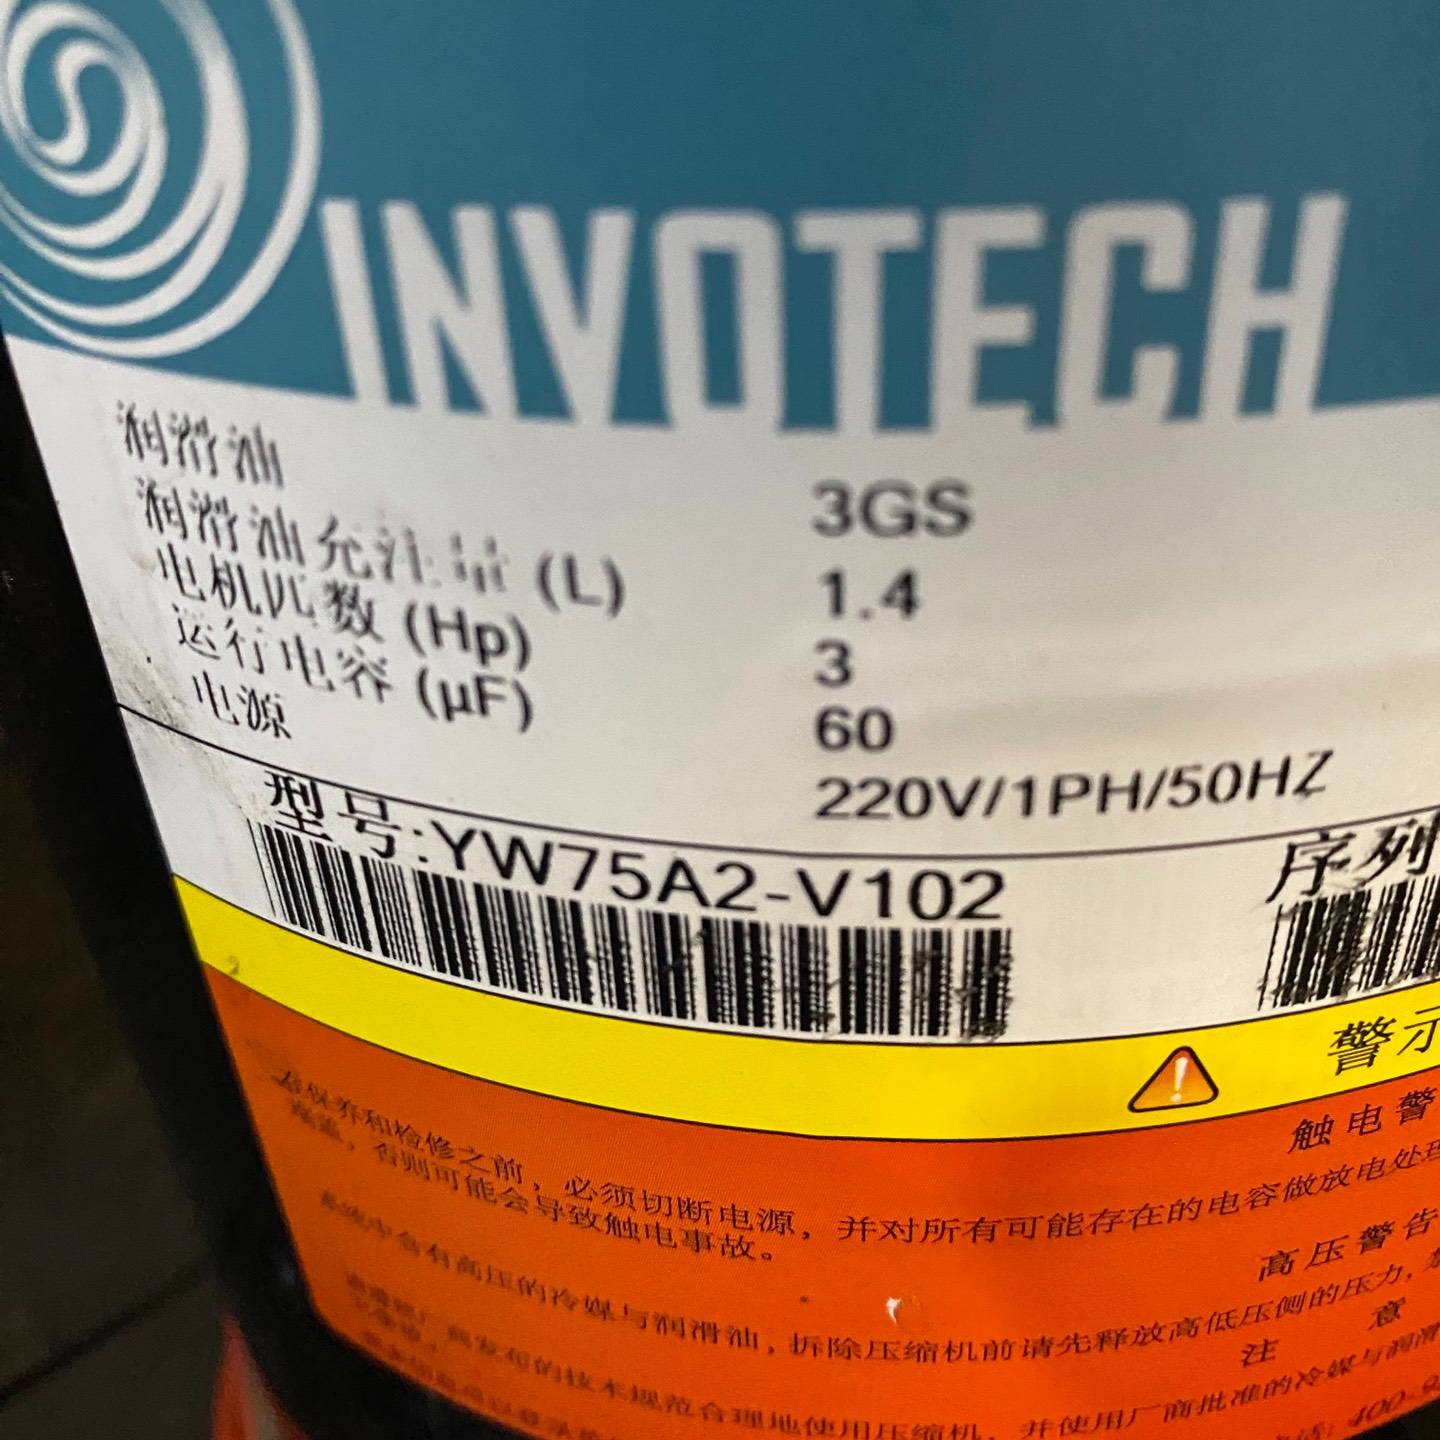 INVOTECH
润滑油 3GS
润滑油允注量 (L) 1.4
电机匹数 (Hp) 3
运行电容 (μF) 60
电源 220V/1PH/50HZ
型号:YW75A2-V102
序列
警示
触电警
在保养和检修之前，必须切断电源，并对所有可能存在的电容做放电处理
否则可能会导致触电事故。
高压警告
系统中含有高压的冷媒与润滑油，拆除压缩机前请先释放高低压侧的压力，
注 意
厂商发布的技术规范合理地使用压缩机，并使用厂商批准的冷媒与润滑
400-